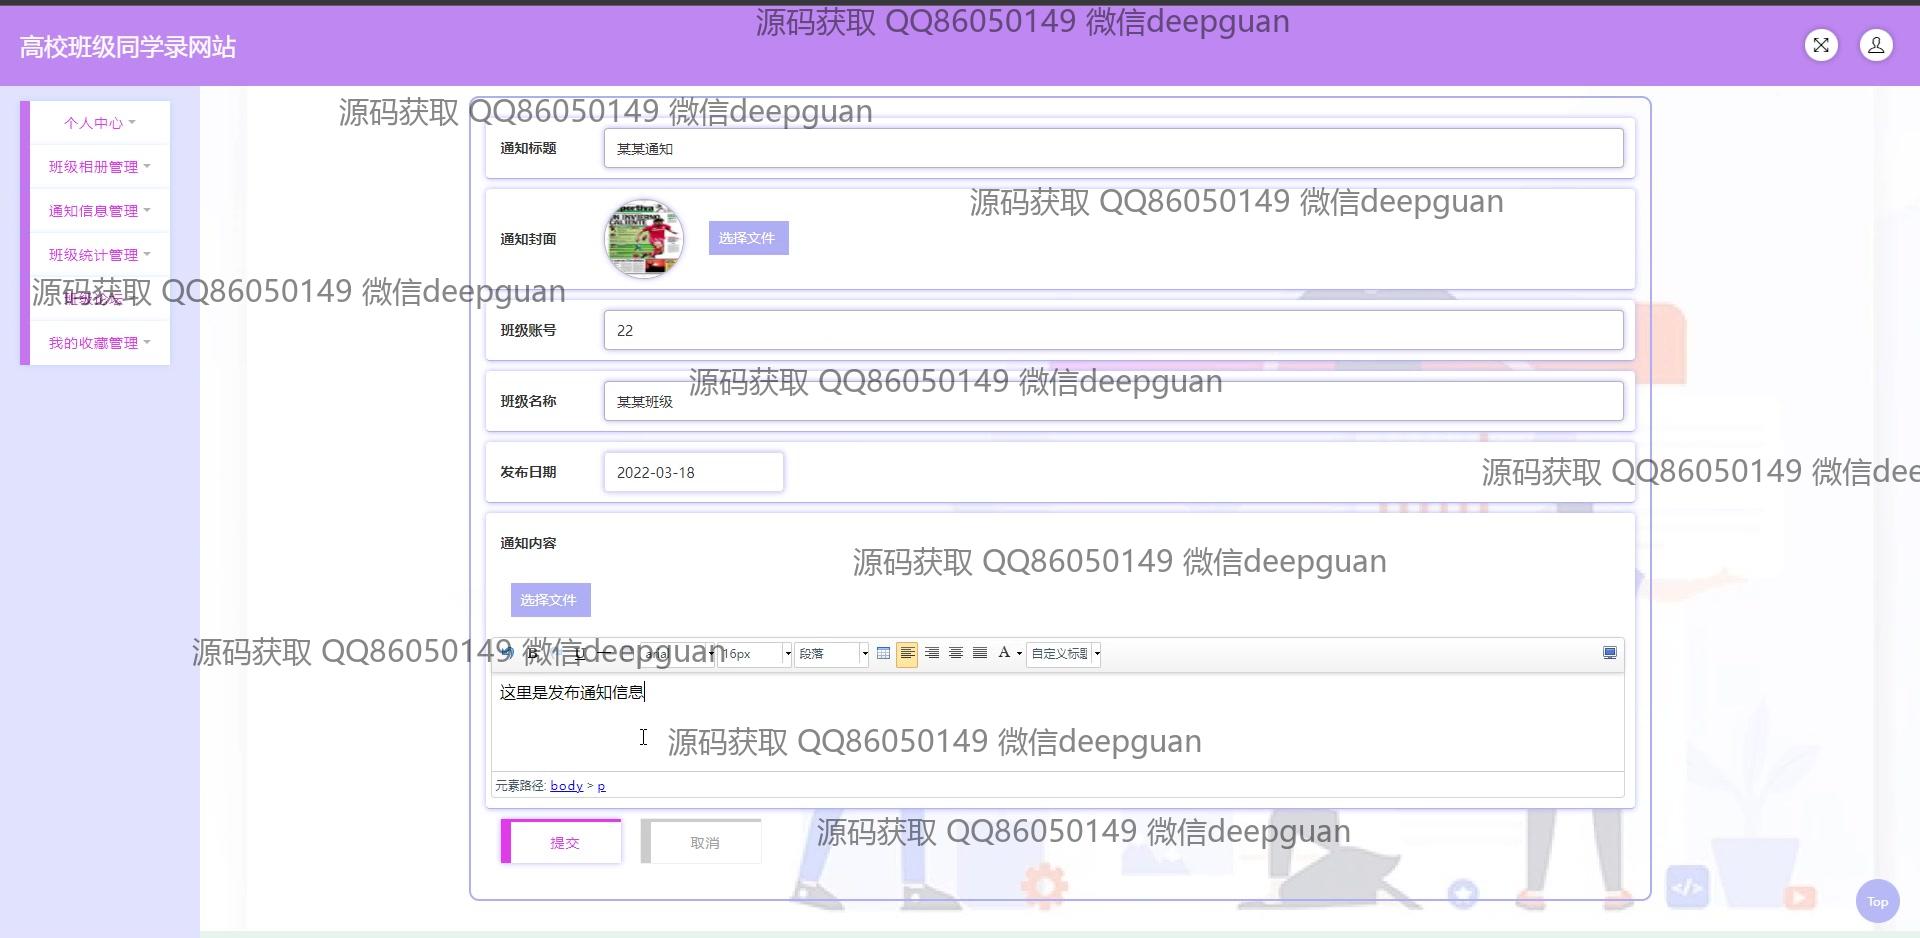 源码获取 QQ86050149 微信deepguan
高校班级同学录网站
源码获取 QQ86050149 微信deepguan
个人中心
通知标题
某某通知
班级相册管理
源码获取 QQ86050149 微信deepguan
通知信息管理
通知封面
选择文件
班级统计管理
源码获取 QQ86050149 微信deepguan
班级账号
22
我的收藏管理
源码获取 QQ86050149 微信deepguan
班级名称
某某班级
发布日期
2022-03-18
源码获取 QQ86050149 微信dee
通知内容
源码获取 QQ86050149 微信deepguan
选择文件
源码获取 QQ86050149 微信deepguan
arial 16px 段落 自定义标题
这里是发布通知信息
源码获取 QQ86050149 微信deepguan
元素路径: body > p
源码获取 QQ86050149 微信deepguan
提交
取消
Top